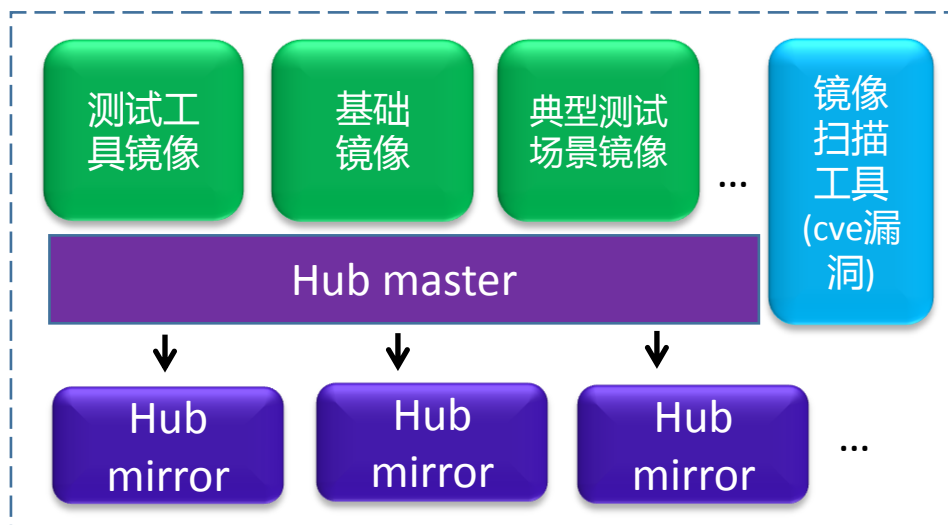 测试工
具镜像
基础
镜像
典型测试
场景镜像
...
镜像
扫描
工具
(cve漏
洞)
Hub master
Hub
mirror
Hub
mirror
Hub
mirror
...